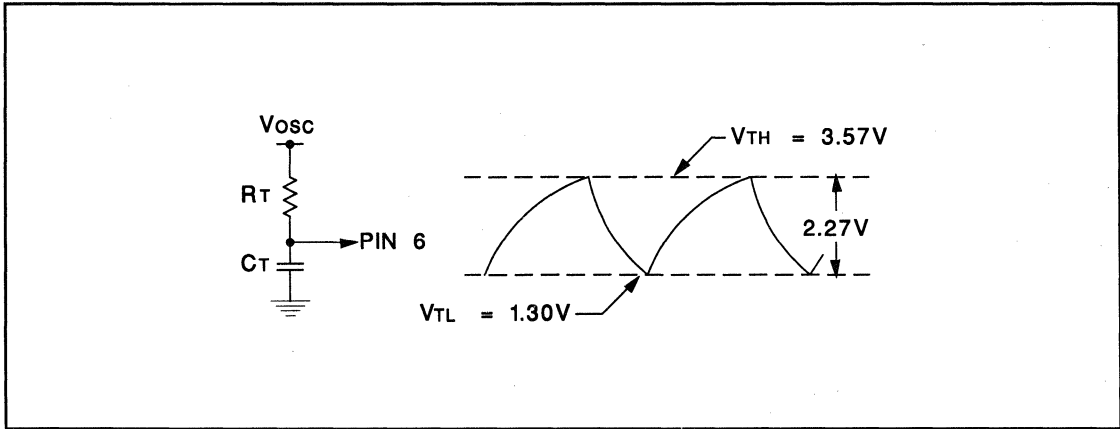 Vosc
RT
CT
PIN 6
VTH = 3.57V
2.27V
VTL = 1.30V